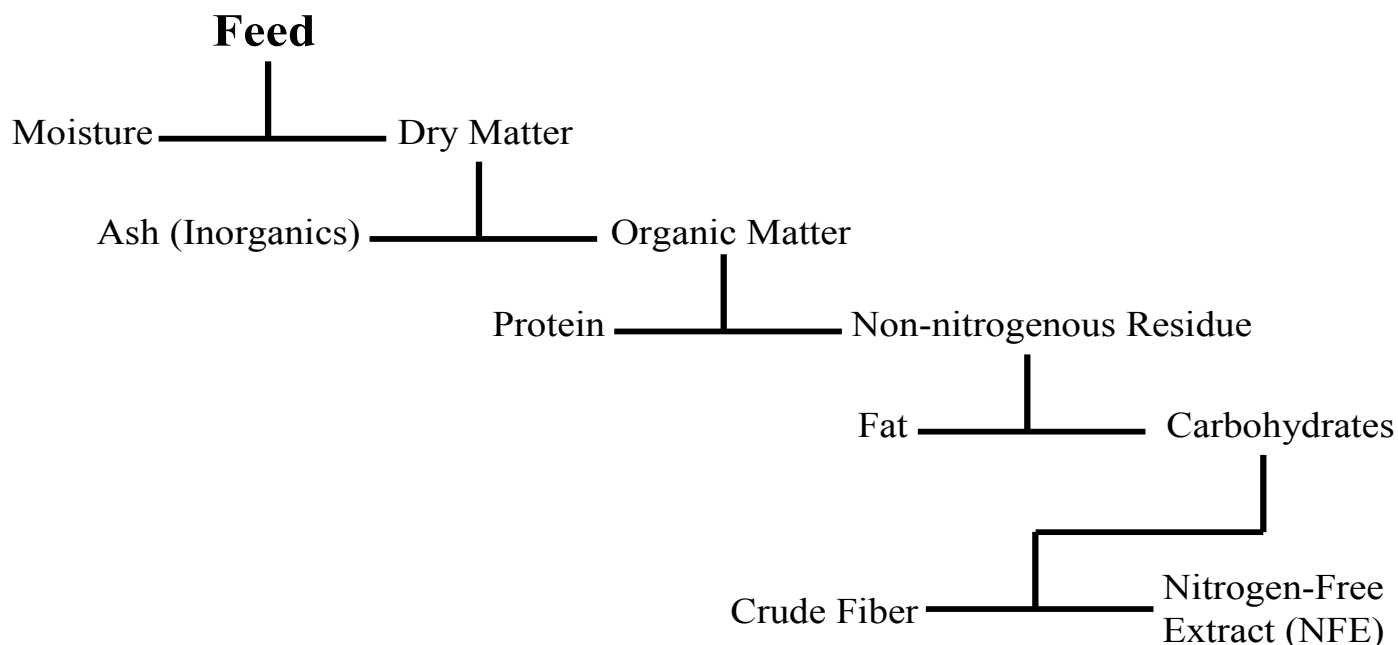 Feed
Moisture
Dry Matter
Ash (Inorganics)
Organic Matter
Protein
Non-nitrogenous Residue
Fat
Carbohydrates
Crude Fiber
Nitrogen-Free
Extract (NFE)